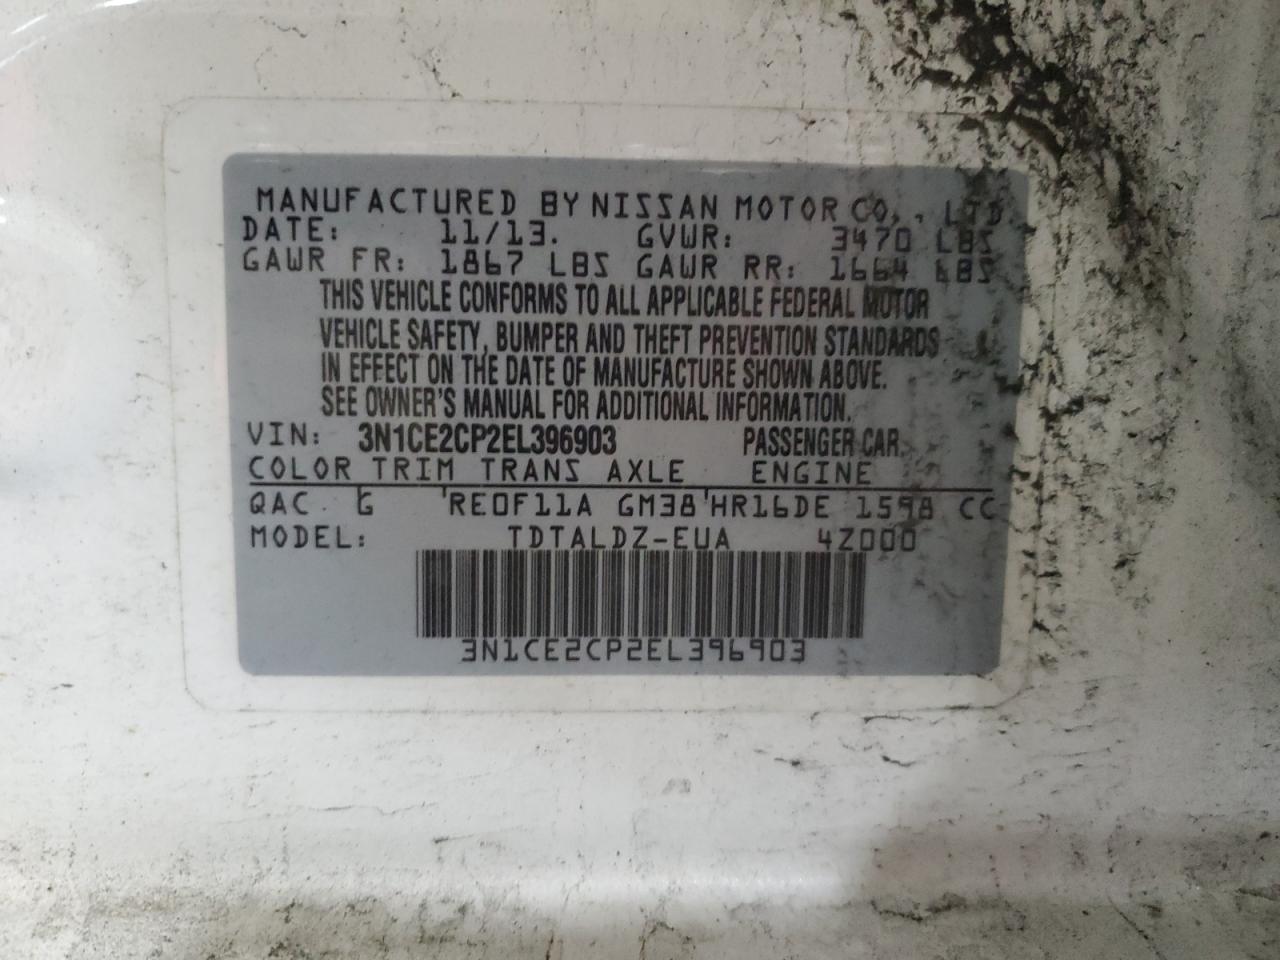 MANUFACTURED BY NISSAN MOTOR CO., LTD.
DATE: 11/13. GVWR: 3470 LBS
GAWR FR: 1867 LBS GAWR RR: 1664 LBS
THIS VEHICLE CONFORMS TO ALL APPLICABLE FEDERAL MOTOR
VEHICLE SAFETY, BUMPER AND THEFT PREVENTION STANDARDS
IN EFFECT ON THE DATE OF MANUFACTURE SHOWN ABOVE.
SEE OWNER'S MANUAL FOR ADDITIONAL INFORMATION.
VIN: 3N1CE2CP2EL396903 PASSENGER CAR.
COLOR TRIM TRANS AXLE ENGINE
QAC G RE0F11A GM38 HR16DE 1598 CC
MODEL: TDTALDZ-EUA 4Z000
3N1CE2CP2EL396903